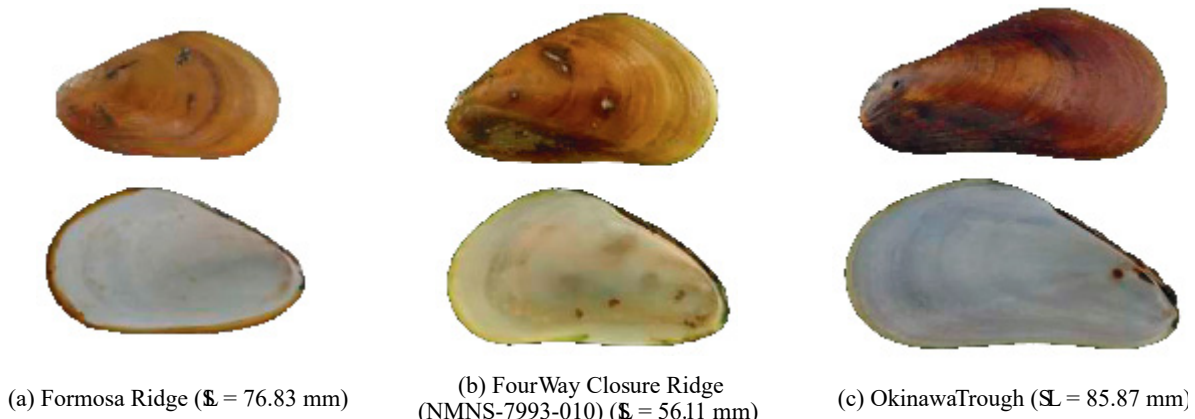 (a) Formosa Ridge (SL = 76.83 mm)
(b) FourWay Closure Ridge
(NMNS-7993-010) (SL = 56.11 mm)
(c) OkinawaTrough (SL = 85.87 mm)